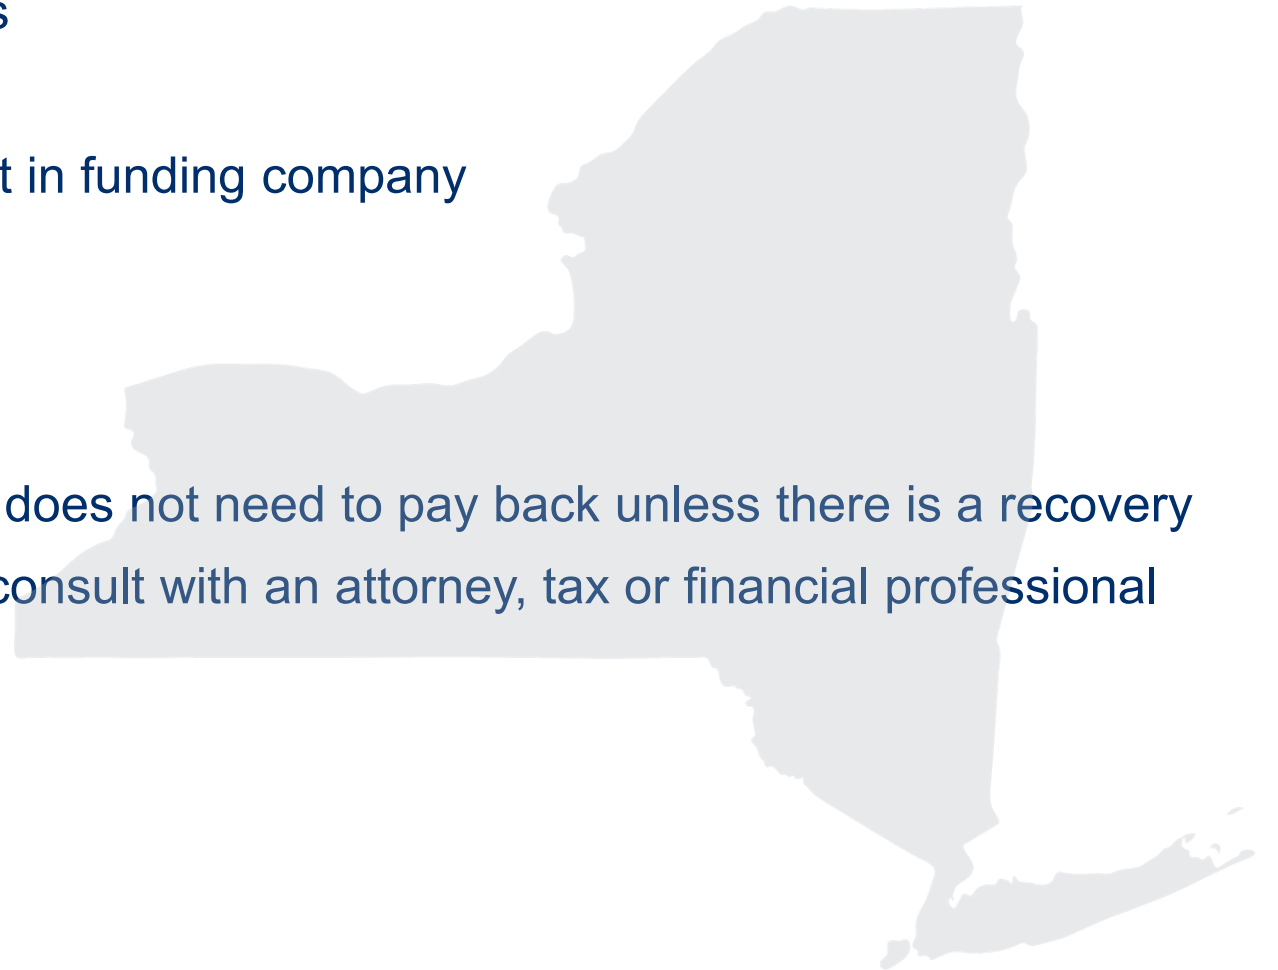 s
t in funding company
does not need to pay back unless there is a recovery
consult with an attorney, tax or financial professional